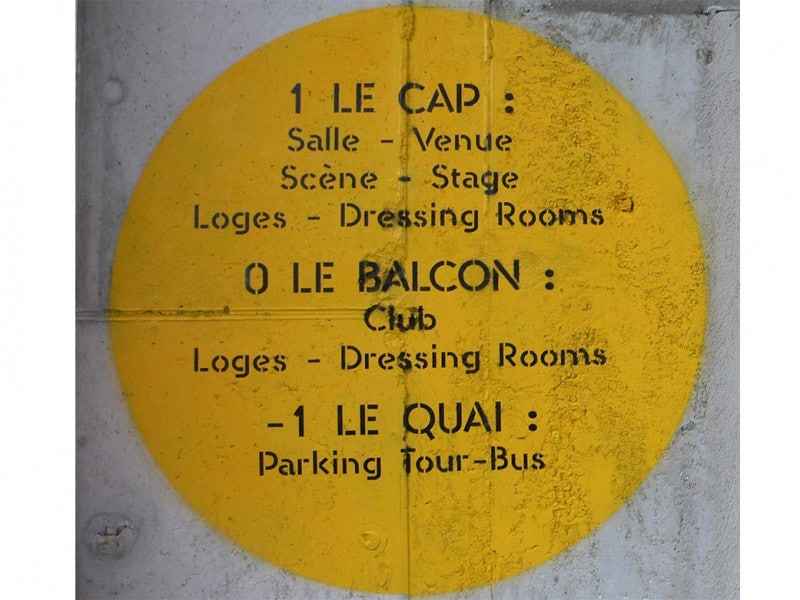 1 LE CAP :
Salle - Venue
Scène - Stage
Loges - Dressing Rooms
0 LE BALCON :
Club
Loges - Dressing Rooms
-1 LE QUAI :
Parking Tour-Bus